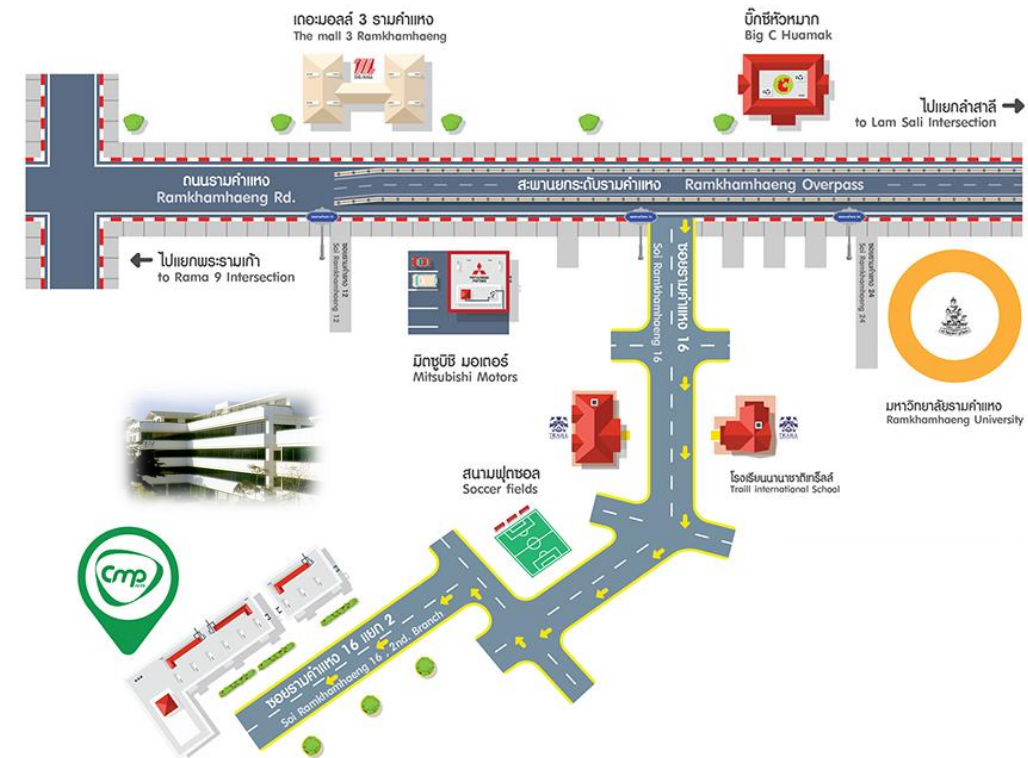 เดอะมอลล์ 3 รามคำแหง
The mall 3 Ramkhamhaeng
บิ๊กซีหัวหมาก
Big C Huamak
ไปแยกลำสาลี
to Lam Sali Intersection
ถนนรามคำแหง
Ramkhamhaeng Rd.
สะพานยกระดับรามคำแหง Ramkhamhaeng Overpass
ไปแยกพระรามเก้า
to Rama 9 Intersection
ซอยรามคำแหง 12
Soi Ramkhamhaeng 12
ซอยรามคำแหง 16
Soi Ramkhamhaeng 16
ซอยรามคำแหง 24
Soi Ramkhamhaeng 24
มิตซูบิชิ มอเตอร์
Mitsubishi Motors
มหาวิทยาลัยรามคำแหง
Ramkhamhaeng University
สนามฟุตซอล
Soccer fields
โรงเรียนนานาชาติเทร็ลล์
Traill international School
cmp
ซอยรามคำแหง 16 แยก 2
Soi Ramkhamhaeng 16 , 2nd. Branch